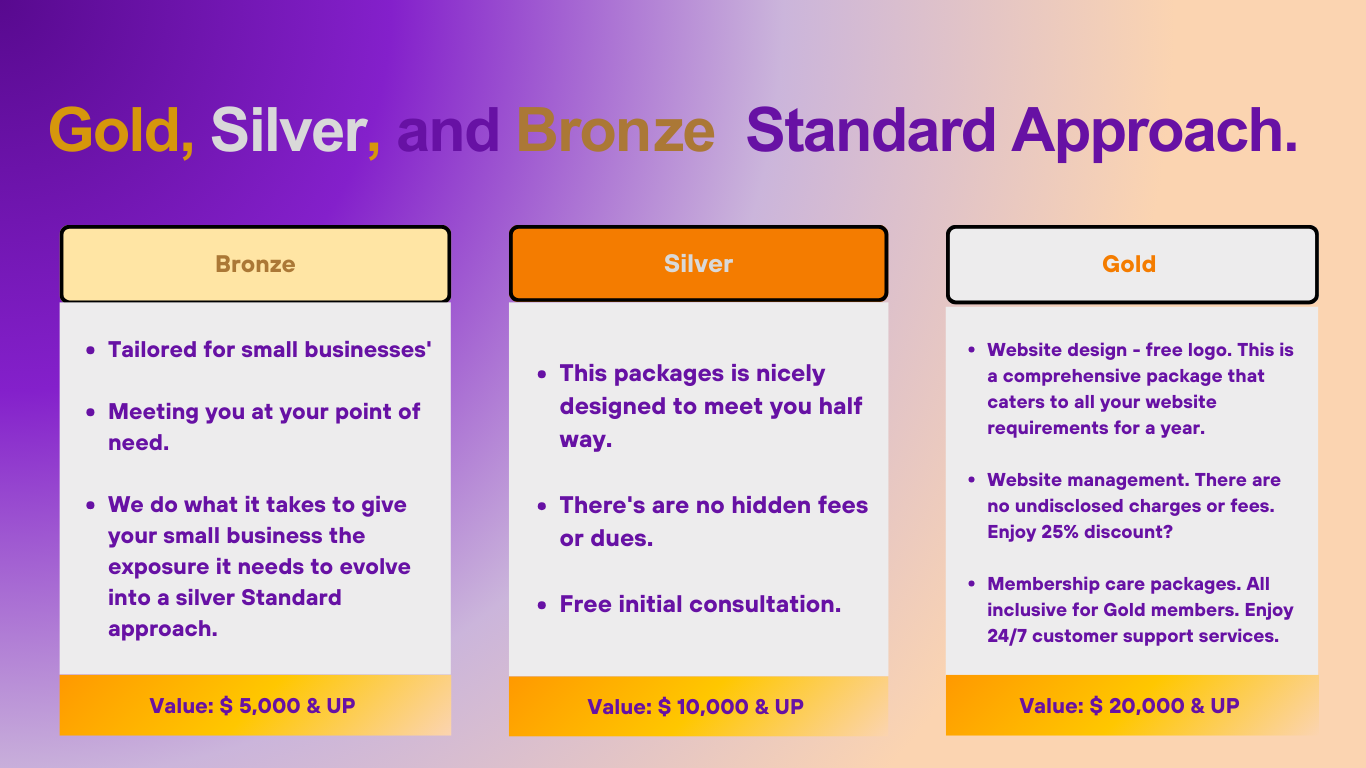 Gold, Silver, and Bronze Standard Approach.
Bronze
• Tailored for small businesses'
• Meeting you at your point of
need.
• We do what it takes to give
your small business the
exposure it needs to evolve
into a silver Standard
approach.
Value: $ 5,000 & UP
Silver
• This packages is nicely
designed to meet you half
way.
• There's are no hidden fees
or dues.
• Free initial consultation.
Value: $ 10,000 & UP
Gold
• Website design - free logo. This is
a comprehensive package that
caters to all your website
requirements for a year.
• Website management. There are
no undisclosed charges or fees.
Enjoy 25% discount?
• Membership care packages. All
inclusive for Gold members. Enjoy
24/7 customer support services.
Value: $ 20,000 & UP